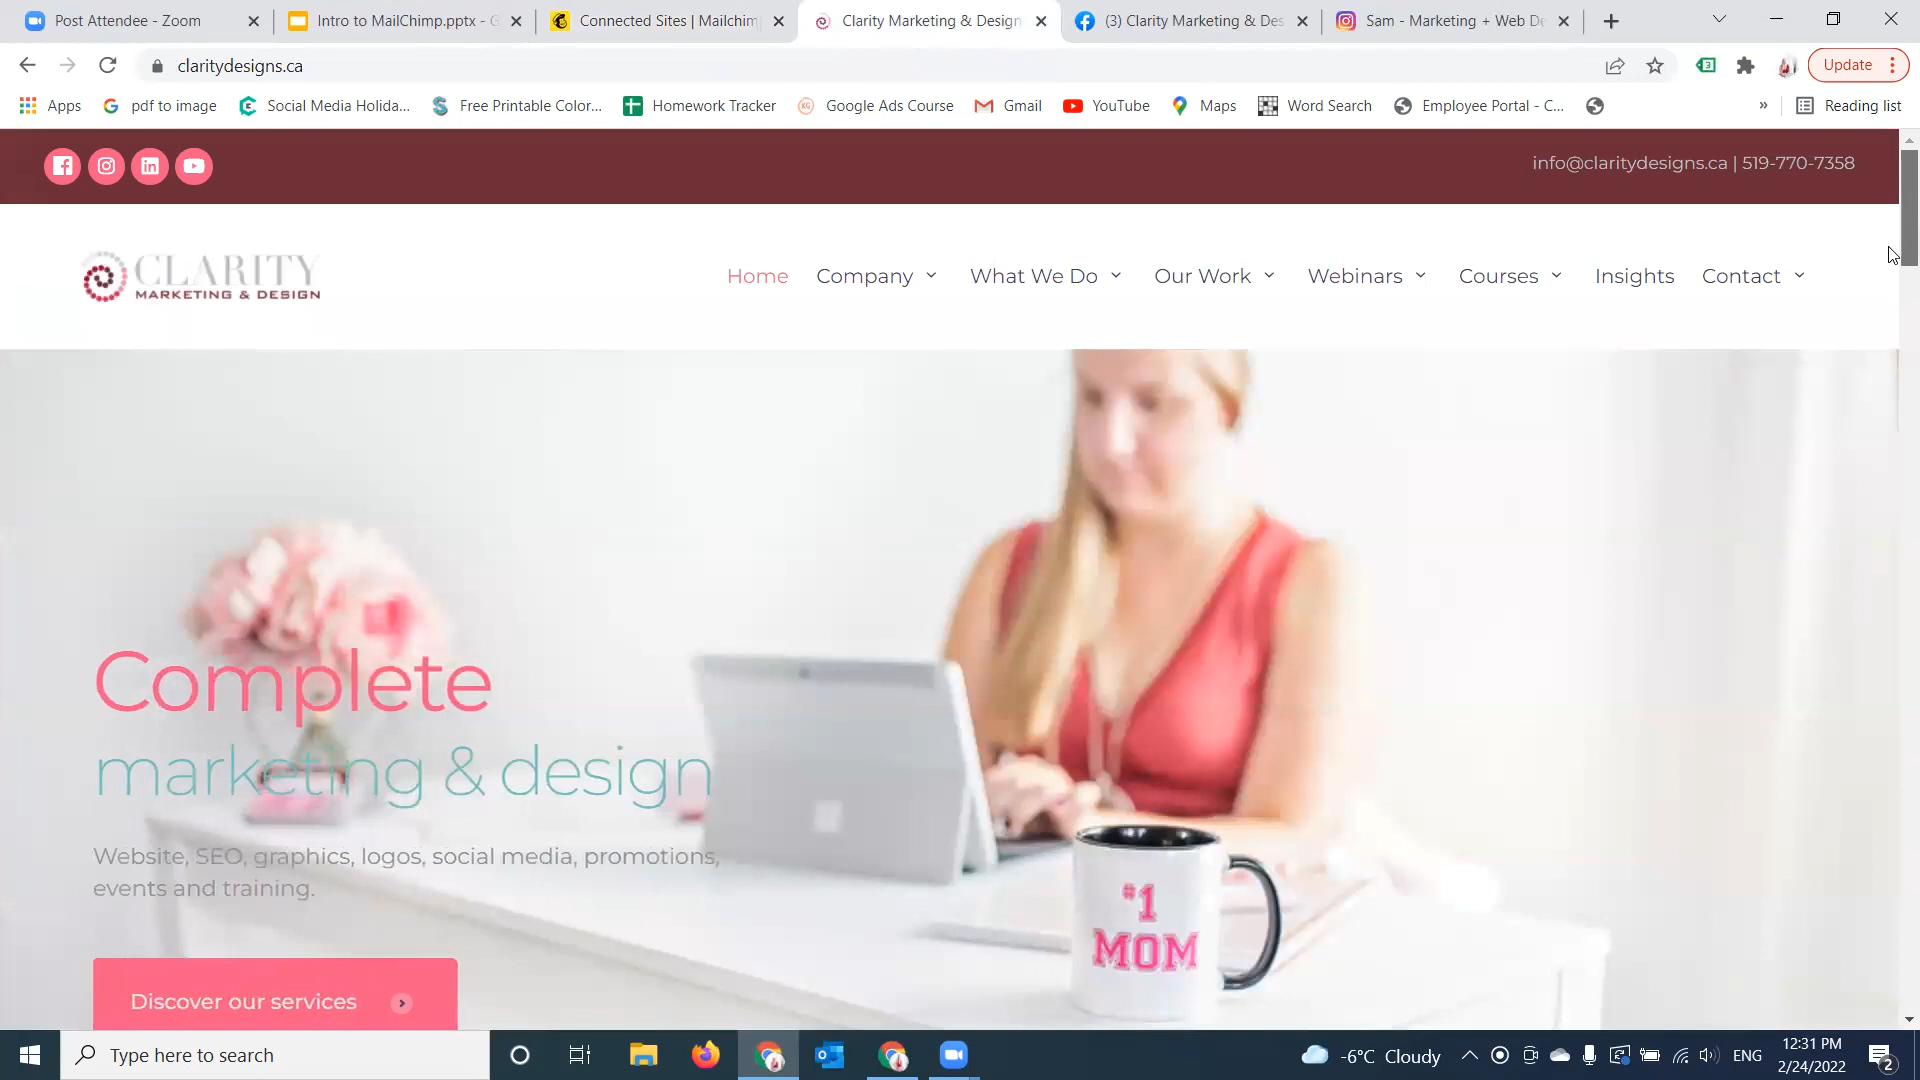 Post Attendee - Zoom
Intro to MailChimp.pptx - G
Connected Sites | Mailchim
Clarity Marketing & Design
(3) Clarity Marketing & Des
Sam - Marketing + Web De
claritydesigns.ca
Update
Apps
pdf to image
Social Media Holida...
Free Printable Color...
Homework Tracker
Google Ads Course
Gmail
YouTube
Maps
Word Search
Employee Portal - C...
»
Reading list
info@claritydesigns.ca | 519-770-7358
CLARITY
MARKETING & DESIGN
Home
Company
What We Do
Our Work
Webinars
Courses
Insights
Contact
Complete
marketing & design
Website, SEO, graphics, logos, social media, promotions,
events and training.
#1
MOM
Discover our services
Type here to search
-6°C Cloudy
ENG
12:31 PM
2/24/2022
2